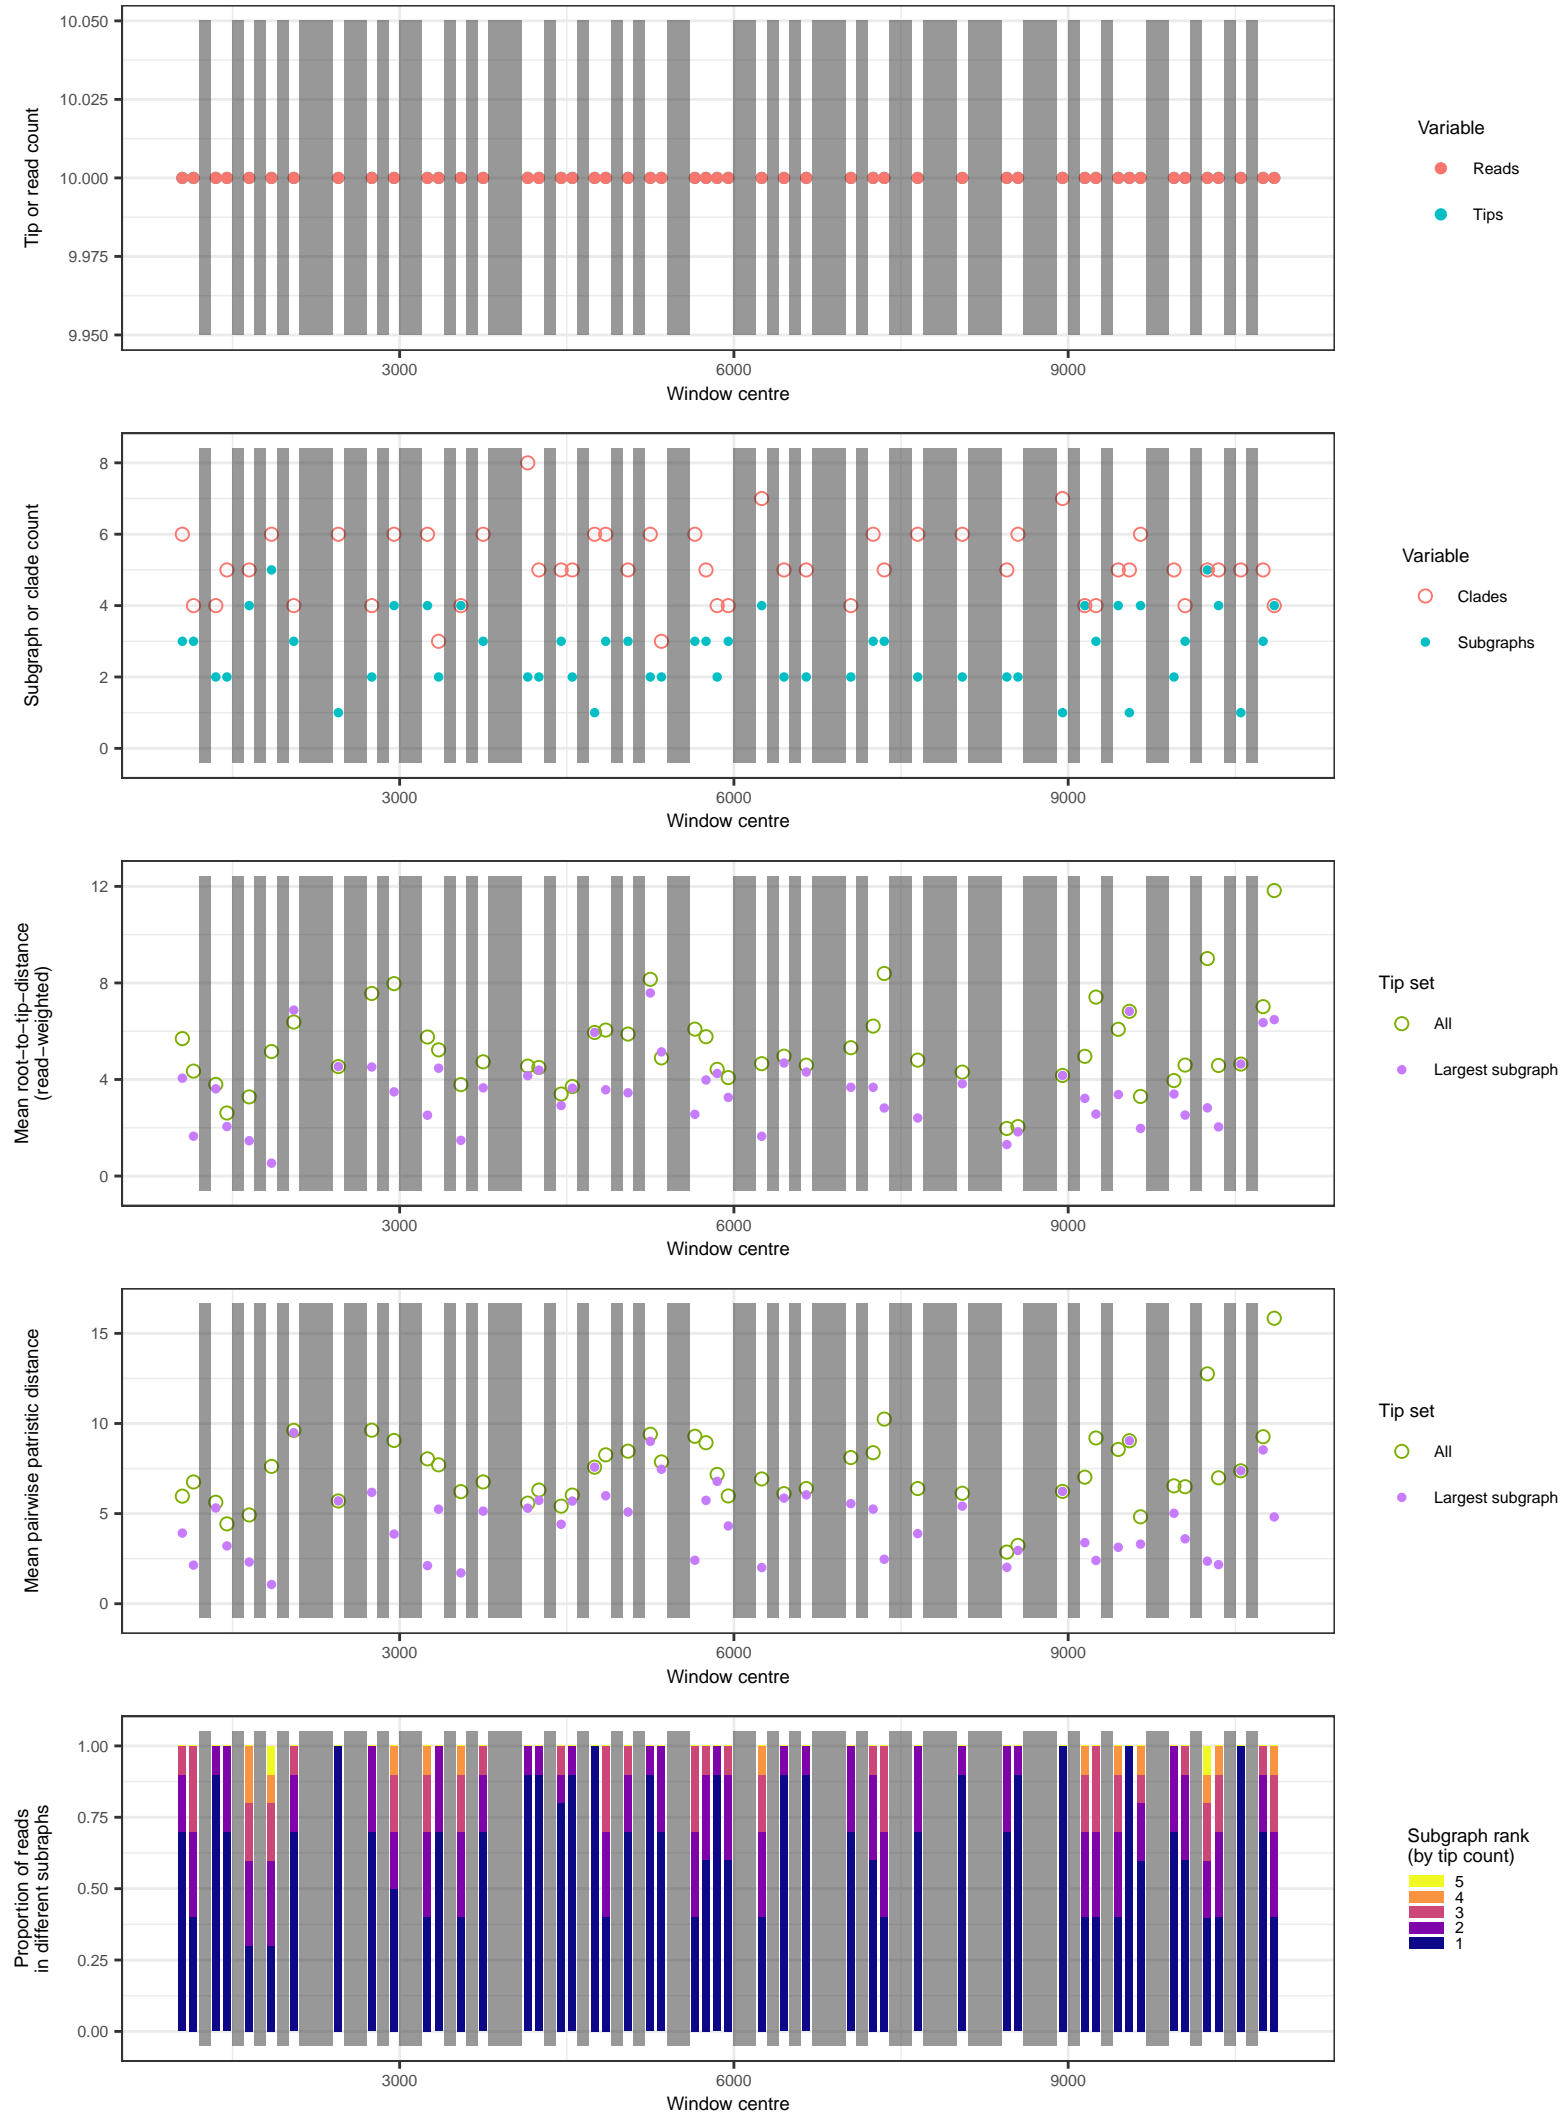 10.050
10.025
10.000
9.975
9.950
Tip or read count
3000
6000
9000
Window centre
Variable
Reads
Tips
8
6
4
2
0
Subgraph or clade count
3000
6000
9000
Window centre
Variable
Clades
Subgraphs
12
8
4
0
Mean root−to−tip−distance
(read−weighted)
3000
6000
9000
Window centre
Tip set
All
Largest subgraph
15
10
5
0
Mean pairwise patristic distance
3000
6000
9000
Window centre
Tip set
All
Largest subgraph
1.00
0.75
0.50
0.25
0.00
Proportion of reads
in different subraphs
3000
6000
9000
Window centre
Subgraph rank
(by tip count)
5
4
3
2
1